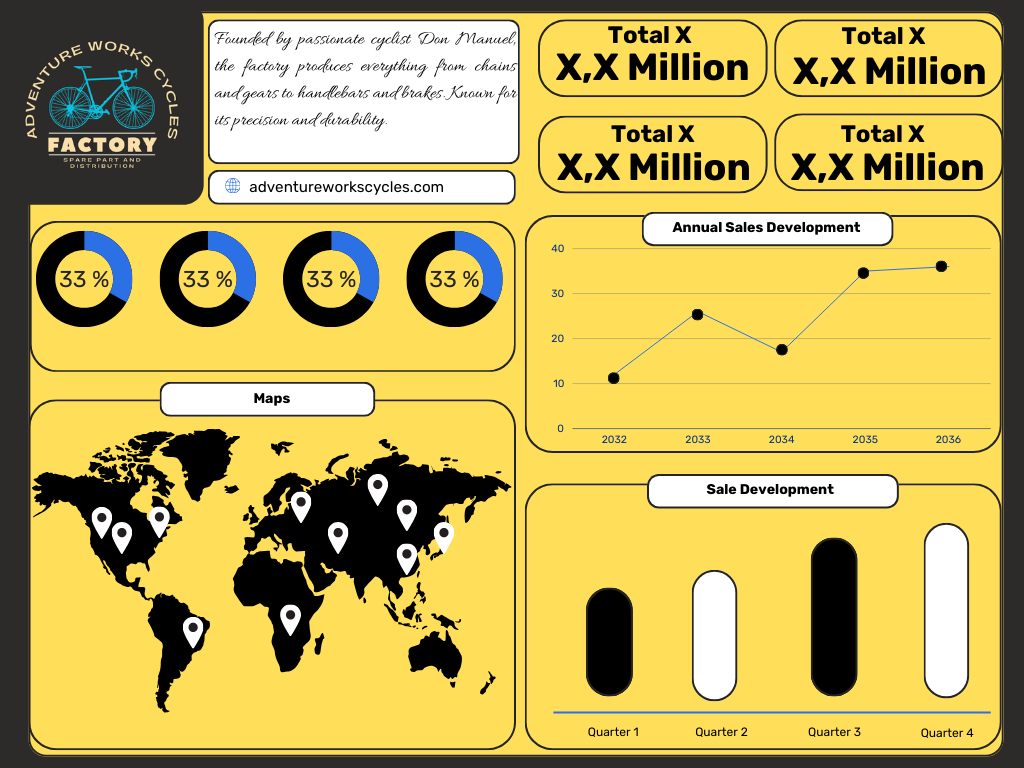 ADVENTURE WORKS CYCLES
FACTORY
SPARE PART AND
DISTRIBUTION
Founded by passionate cyclist Don Manuel,
the factory produces everything from chains
and gears to handlebars and brakes. Known for
its precision and durability.
adventureworkscycles.com
Total X
X,X Million
Total X
X,X Million
Total X
X,X Million
Total X
X,X Million
33 %
33 %
33 %
33 %
Annual Sales Development
40
30
20
10
0
2032
2033
2034
2035
2036
Maps
Sale Development
Quarter 1
Quarter 2
Quarter 3
Quarter 4